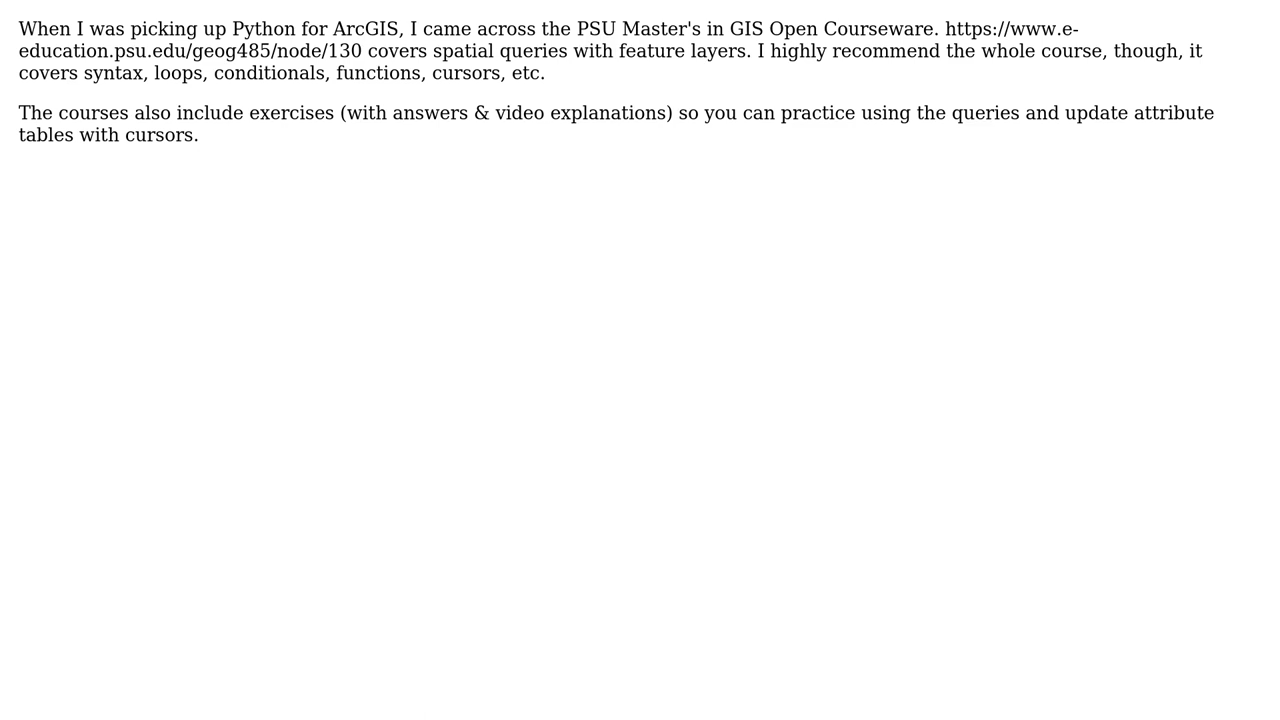 When I was picking up Python for ArcGIS, I came across the PSU Master's in GIS Open Courseware. https://www.e-
education.psu.edu/geog485/node/130 covers spatial queries with feature layers. I highly recommend the whole course, though, it
covers syntax, loops, conditionals, functions, cursors, etc.
The courses also include exercises (with answers & video explanations) so you can practice using the queries and update attribute
tables with cursors.